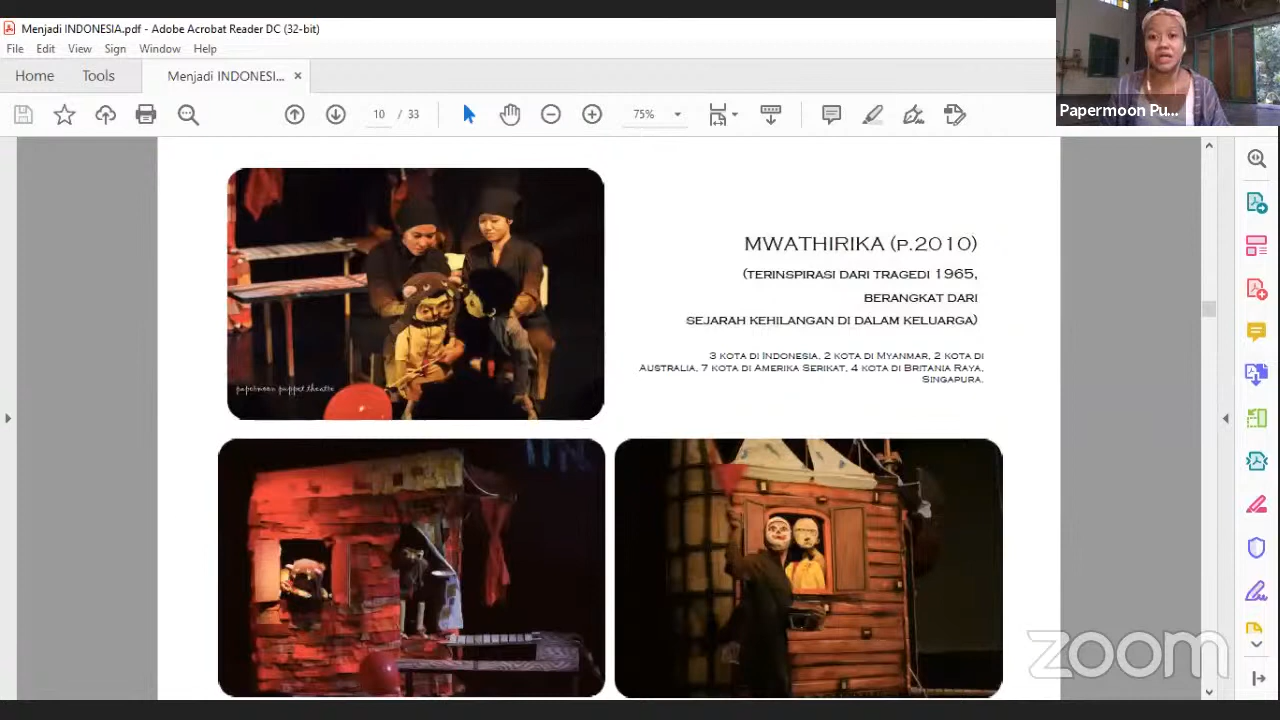 Menjadi INDONESIA.pdf - Adobe Acrobat Reader DC (32-bit)
File Edit View Sign Window Help
Home Tools Menjadi INDONESI... ×
10 / 33 75%
Papermoon Pu...
MWATHIRIKA (P.2010)
(TERINSPIRASI DARI TRAGEDI 1965,
BERANGKAT DARI
SEJARAH KEHILANGAN DI DALAM KELUARGA)
3 KOTA DI INDONESIA, 2 KOTA DI MYANMAR, 2 KOTA DI
AUSTRALIA, 7 KOTA DI AMERIKA SERIKAT, 4 KOTA DI BRITANIA RAYA,
SINGAPURA.
papermoon puppet theatre
zoom